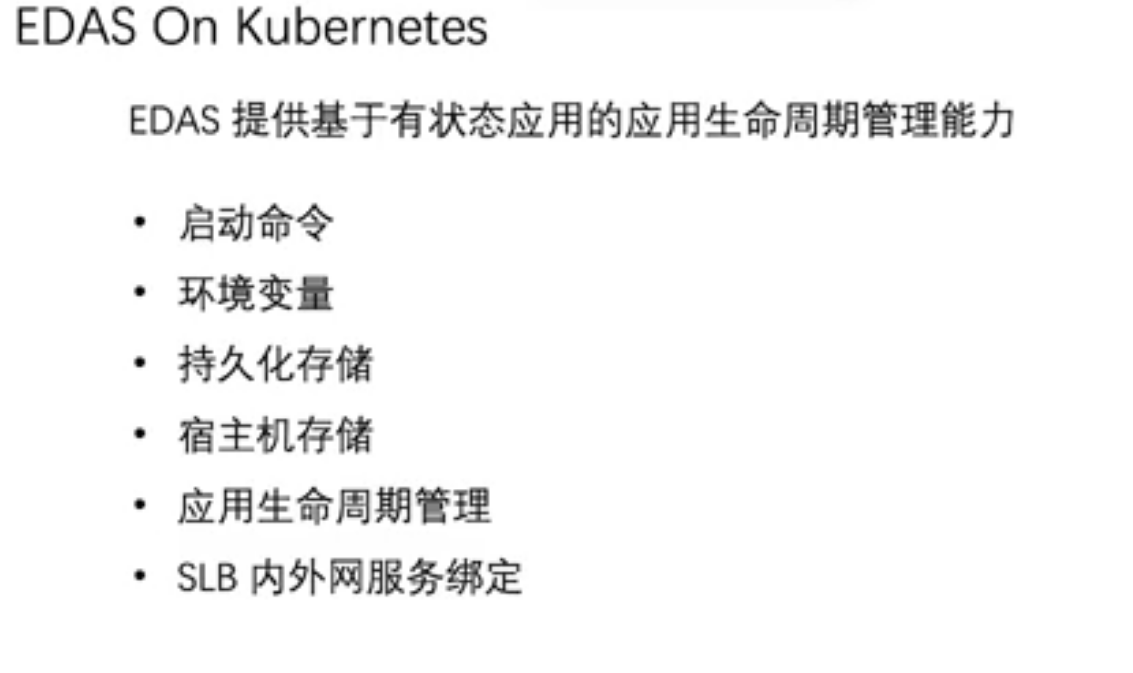 EDAS On Kubernetes
EDAS 提供基于有状态应用的应用生命周期管理能力
• 启动命令
• 环境变量
• 持久化存储
• 宿主机存储
• 应用生命周期管理
• SLB 内外网服务绑定